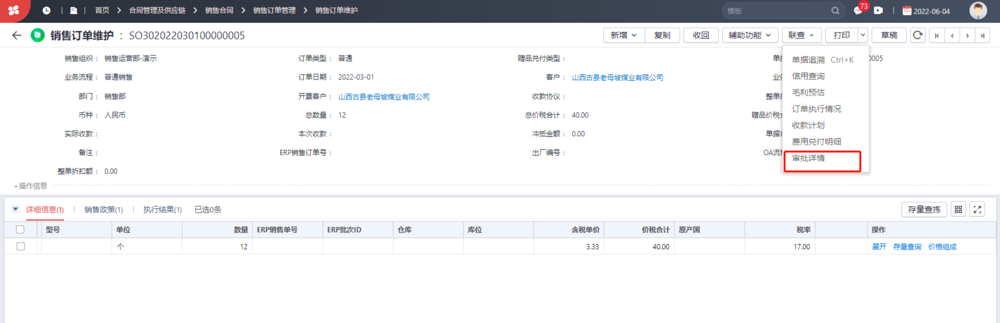 首页 > 合同管理及供应链 > 销售合同 > 销售订单管理 > 销售订单维护 模板 73 2022-06-04
销售订单维护 : SO302022030100000005 新增 复制 收回 辅助功能 联查 打印 草稿
销售组织: 销售运营部-演示 订单类型: 普通 赠品兑付类型: 单据 0005
业务流程: 普通销售 订单日期: 2022-03-01 客户: 山西古县老母坡煤业有限公司 业务
部门: 销售部 开票客户: 山西古县老母坡煤业有限公司 收款协议: 整单
币种: 人民币 总数量: 12 总价税合计: 40.00 赠品价税
实际收款: 本次收款: 冲抵金额: 0.00 单据
备注: ERP销售订单号: 出厂编号: OA流
整单折扣额: 0.00
单据追溯 Ctrl+K
信用查询
毛利预估
订单执行情况
收款计划
费用兑付明细
审批详情
+操作信息
详细信息(1) 销售政策(1) 执行结果(1) 已选0条 存量查拣
型号 单位 数量 ERP销售单号 ERP批次ID 仓库 库位 含税单价 价税合计 原产国 税率 操作
个 12 3.33 40.00 17.00 展开 存量查询 价格组成